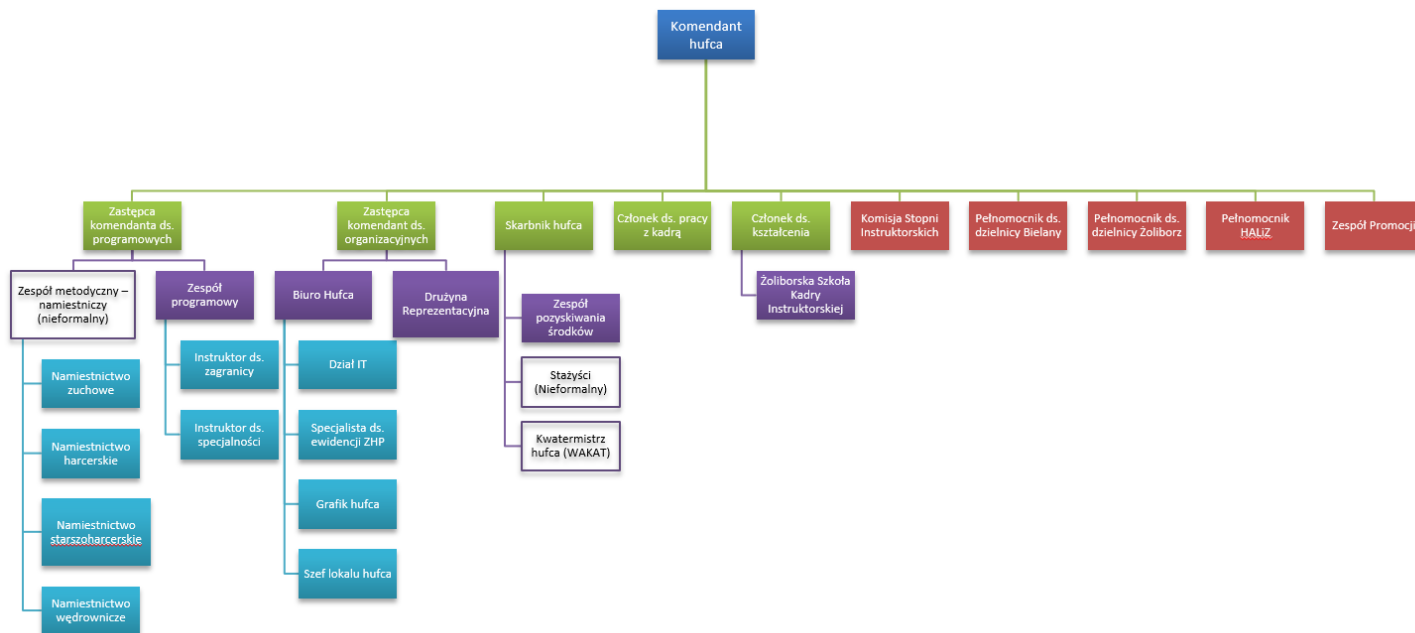 Komendant
hufca
Zastępca
komendanta ds.
programowych
Zastępca
komendant ds.
organizacyjnych
Skarbnik hufca
Członek ds. pracy
z kadrą
Członek ds.
kształcenia
Komisja Stopni
Instruktorskich
Pełnomocnik ds.
dzielnicy Bielany
Pełnomocnik ds.
dzielnicy Żoliborz
Pełnomocnik
HALiZ
Zespół Promocji
Zespół metodyczny –
namiestniczy
(nieformalny)
Zespół
programowy
Biuro Hufca
Drużyna
Reprezentacyjna
Zespół
pozyskiwania
środków
Żoliborska Szkoła
Kadry
Instruktorskiej
Namiestnictwo
zuchowe
Instruktor ds.
zagranicy
Dział IT
Stażyści
(Nieformalny)
Namiestnictwo
harcerskie
Instruktor ds.
specjalności
Specjalista ds.
ewidencji ZHP
Kwatermistrz
hufca (WAKAT)
Namiestnictwo
starszoharcerskie
Grafik hufca
Namiestnictwo
wędrownicze
Szef lokalu hufca